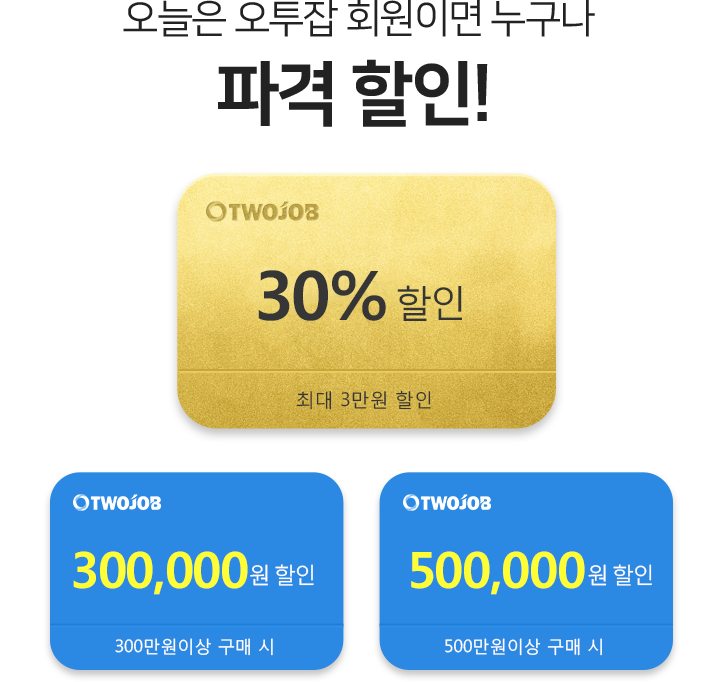 오늘은 오투잡 회원이면 누구나
파격 할인!
TWOJOB
30% 할인
최대 3만원 할인
TWOJOB
300,000원 할인
300만원이상 구매 시
TWOJOB
500,000원 할인
500만원이상 구매 시